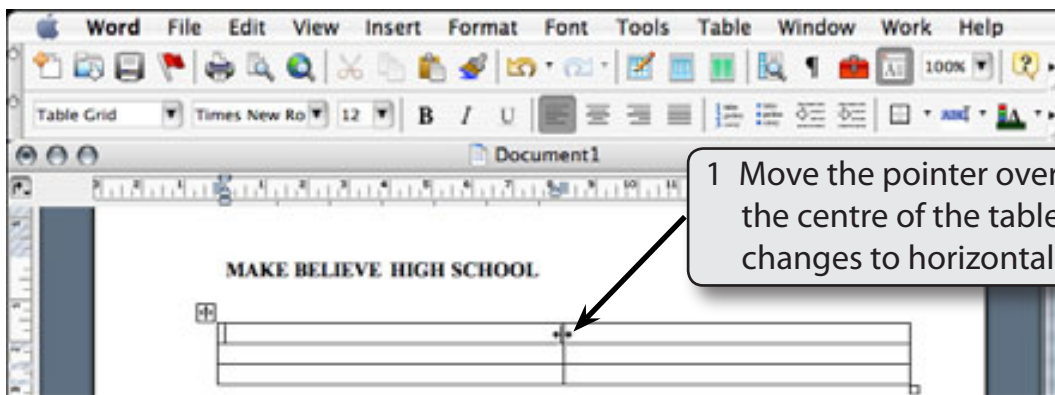 Word File Edit View Insert Format Font Tools Table Window Work Help
100%
Table Grid Times New Ro 12 B I U
Document1
1 Move the pointer over
the centre of the table
changes to horizontal
MAKE BELIEVE HIGH SCHOOL